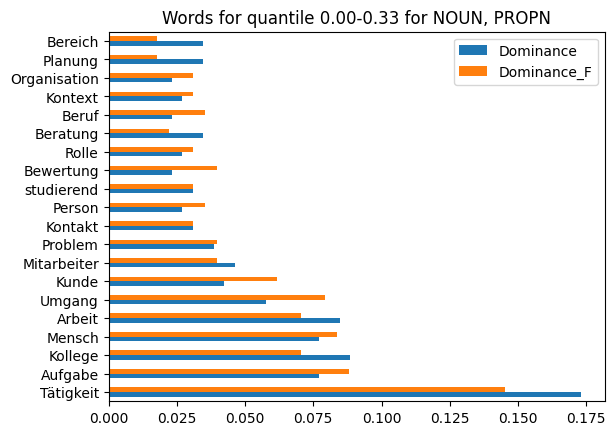 Words for quantile 0.00-0.33 for NOUN, PROPN
Dominance
Dominance_F
Bereich
Planung
Organisation
Kontext
Beruf
Beratung
Rolle
Bewertung
studierend
Person
Kontakt
Problem
Mitarbeiter
Kunde
Umgang
Arbeit
Mensch
Kollege
Aufgabe
Tätigkeit
0.000 0.025 0.050 0.075 0.100 0.125 0.150 0.175